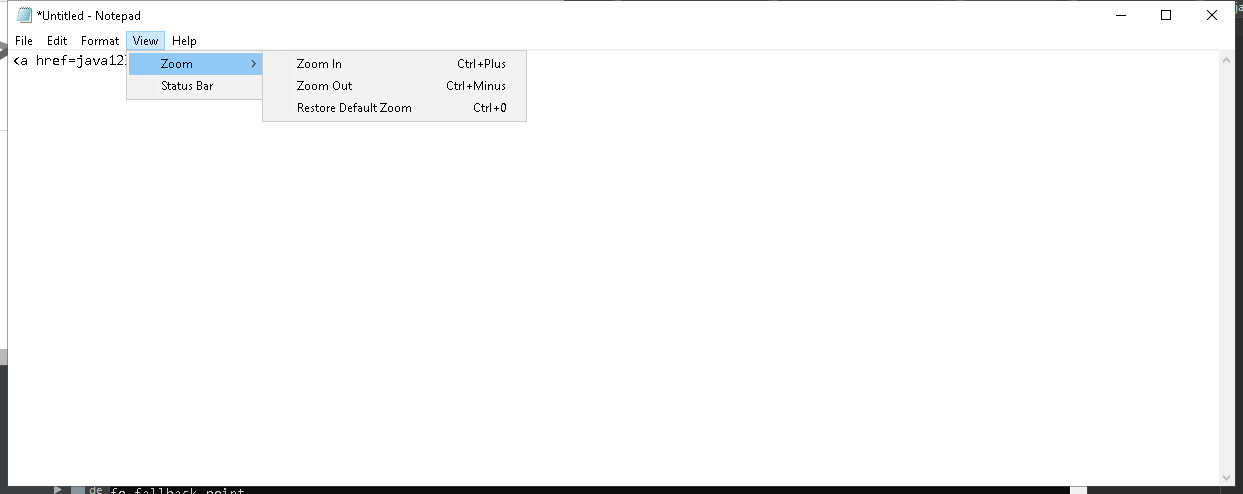 *Untitled - Notepad
File Edit Format View Help
<a href=java12
Zoom
Status Bar
Zoom In Ctrl+Plus
Zoom Out Ctrl+Minus
Restore Default Zoom Ctrl+0
ja
de
fo fallback point